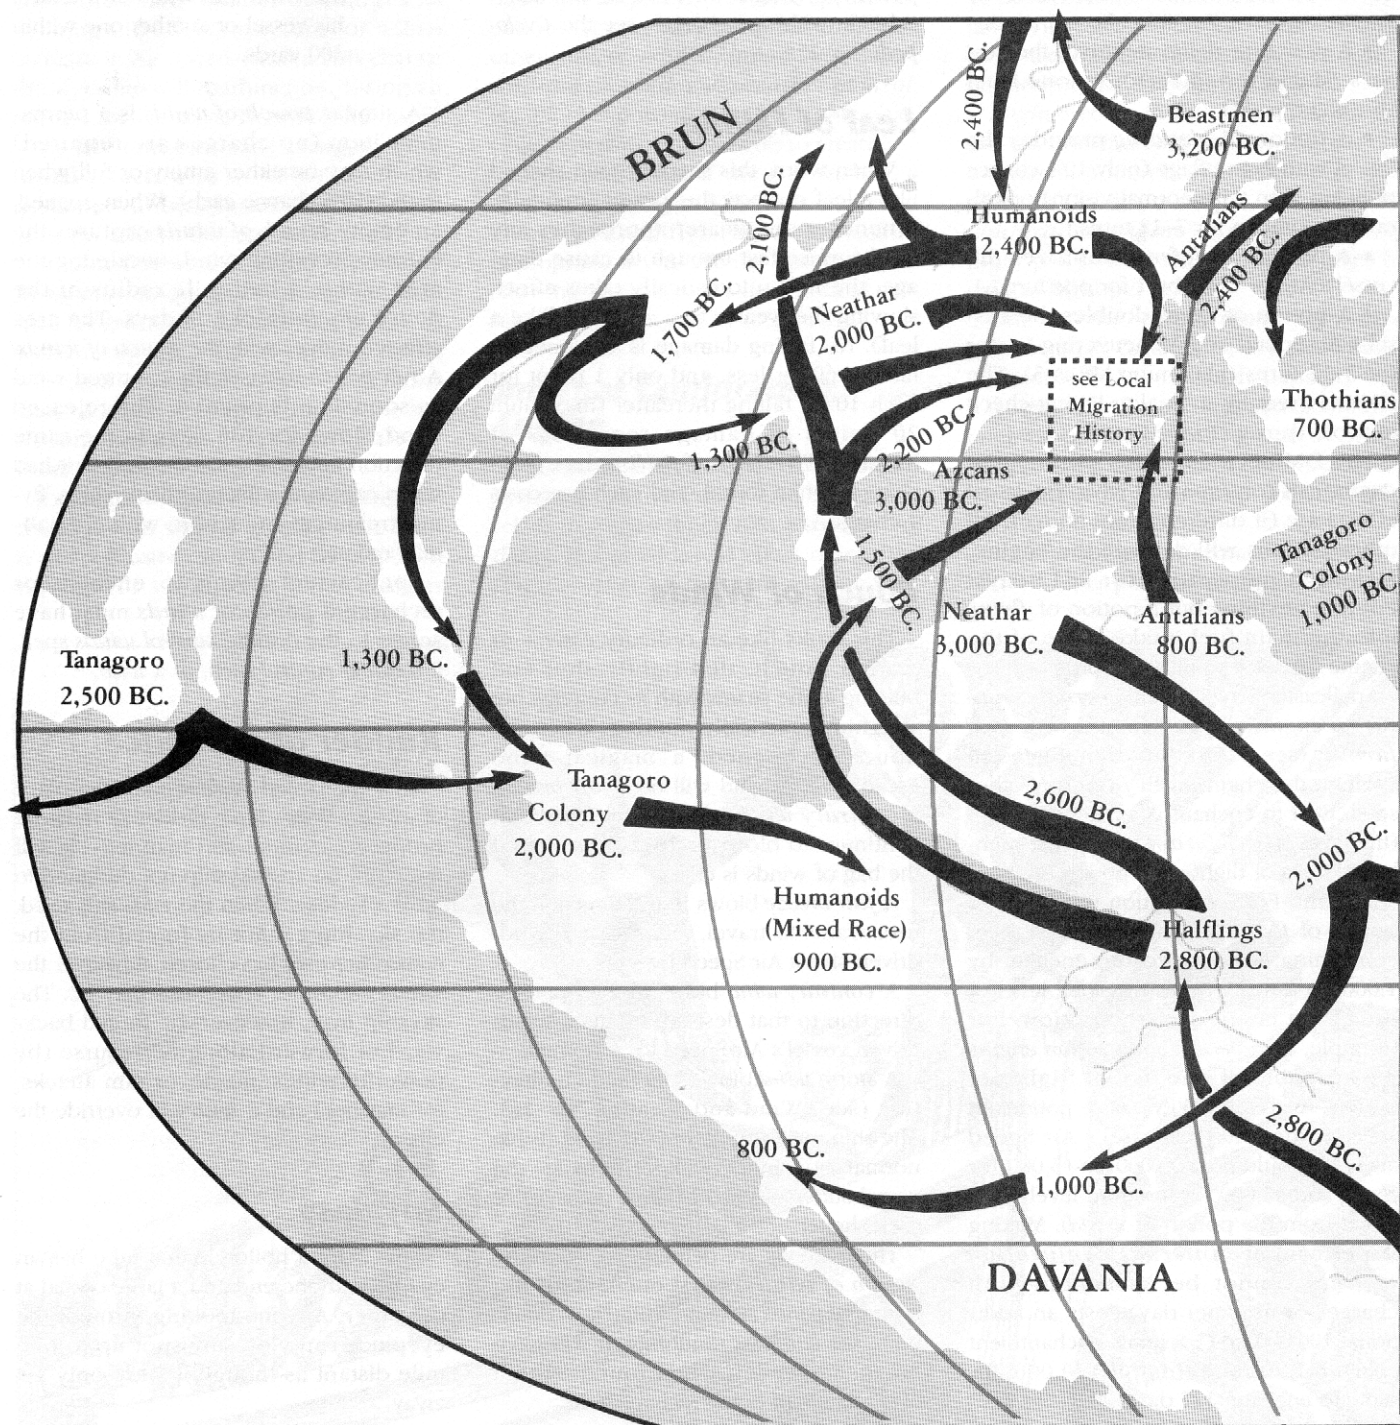 BRUN
2,400 BC.
Beastmen
3,200 BC.
Humanoids
2,400 BC.
Antalians
2,400 BC.
2,100 BC.
1,700 BC.
Neathar
2,000 BC.
see Local
Migration
History
Thothians
700 BC.
1,300 BC.
2,200 BC.
Azcans
3,000 BC.
1,500 BC.
Tanagoro
Colony
1,000 BC
Neathar
3,000 BC.
Antalians
800 BC.
Tanagoro
2,500 BC.
1,300 BC.
Tanagoro
Colony
2,000 BC.
2,600 BC.
2,000 BC.
Humanoids
(Mixed Race)
900 BC.
Halflings
2,800 BC.
2,800 BC.
800 BC.
1,000 BC.
DAVANIA